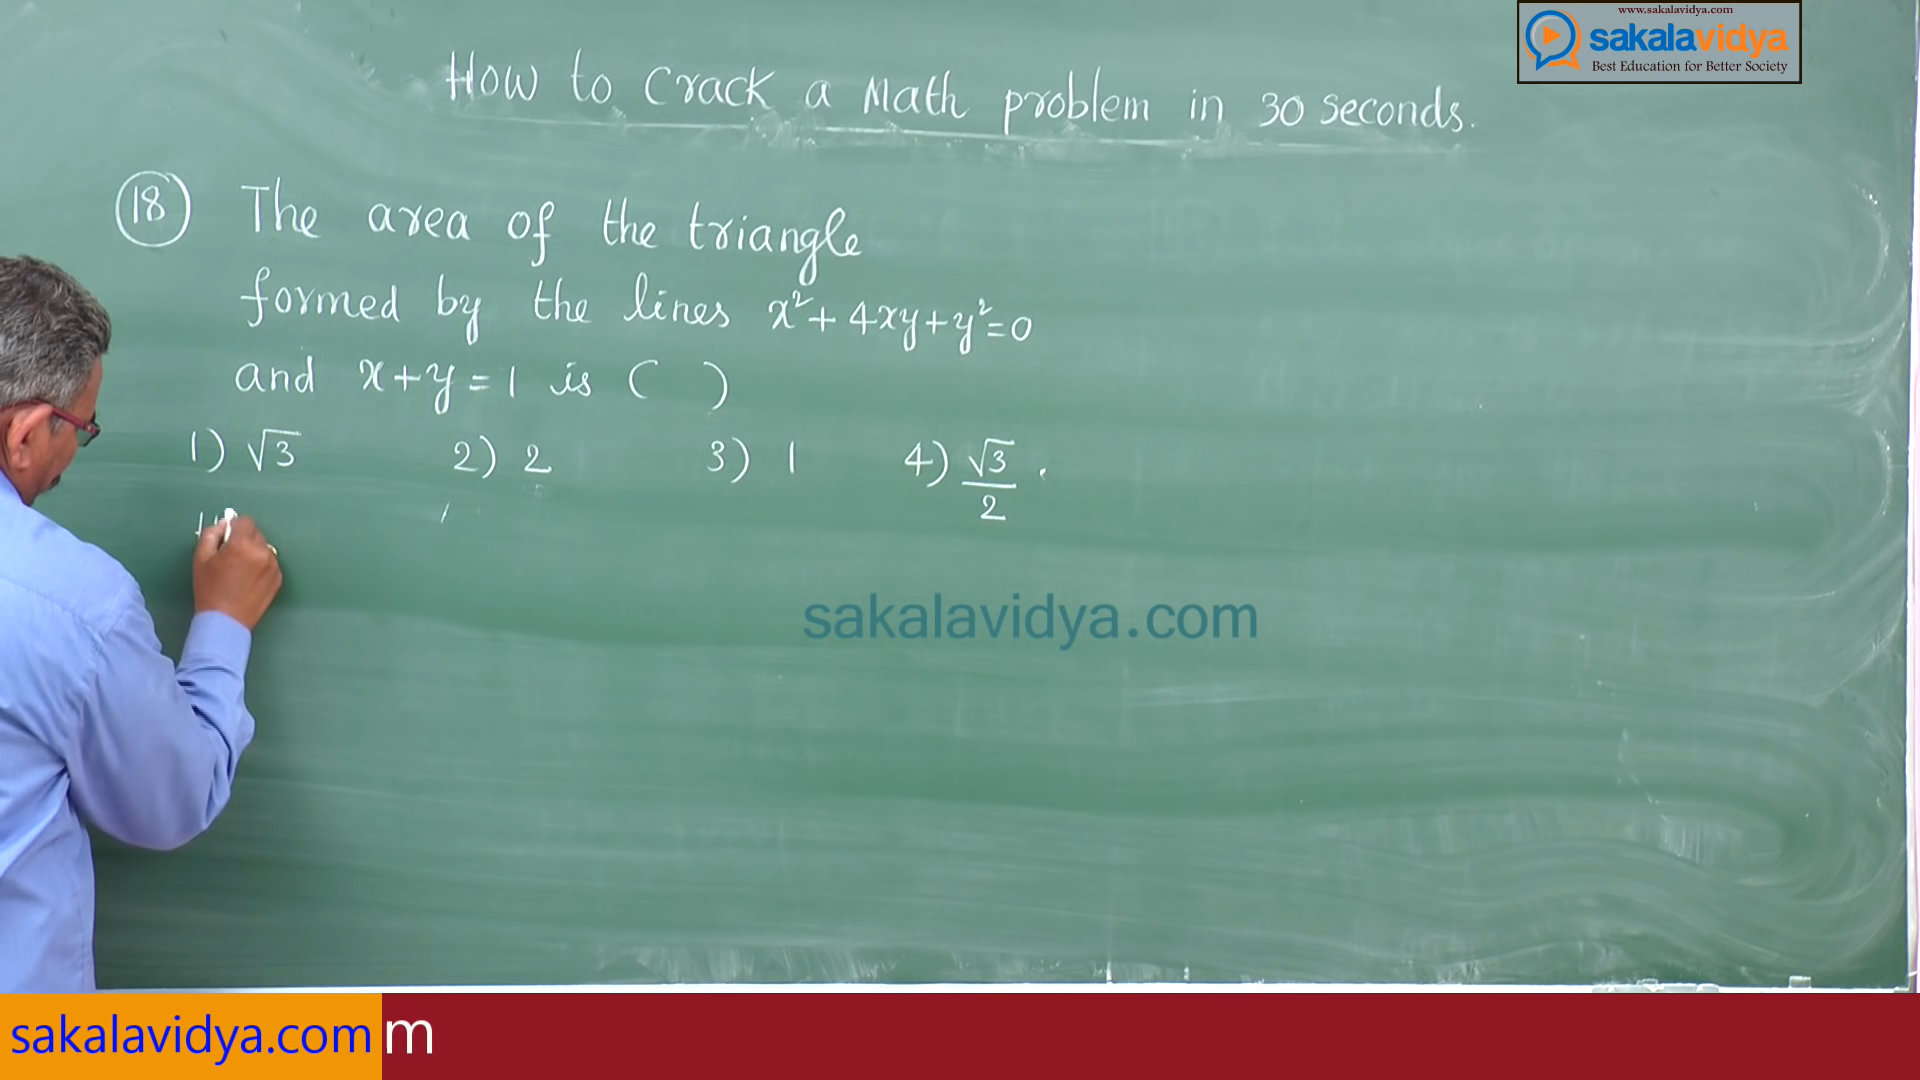 www.sakalavidya.com
sakalavidya
Best Education for Better Society
How to Crack a Math problem in 30 seconds.
18 The area of the triangle
formed by the lines x²+4xy+y²=0
and x+y=1 is ( )
1) √3 2) 2 3) 1 4) √3/2 .
sakalavidya.com
sakalavidya.com m